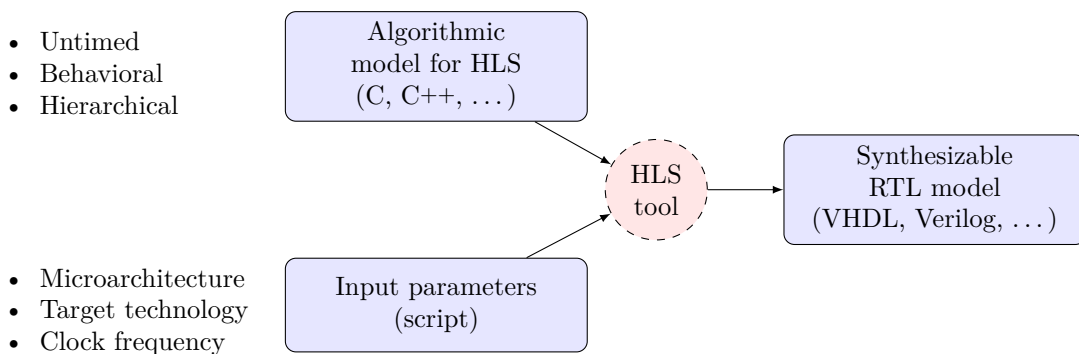 • Untimed
• Behavioral
• Hierarchical
Algorithmic
model for HLS
(C, C++, . . . )
HLS
tool
Synthesizable
RTL model
(VHDL, Verilog, . . . )
• Microarchitecture
• Target technology
• Clock frequency
Input parameters
(script)